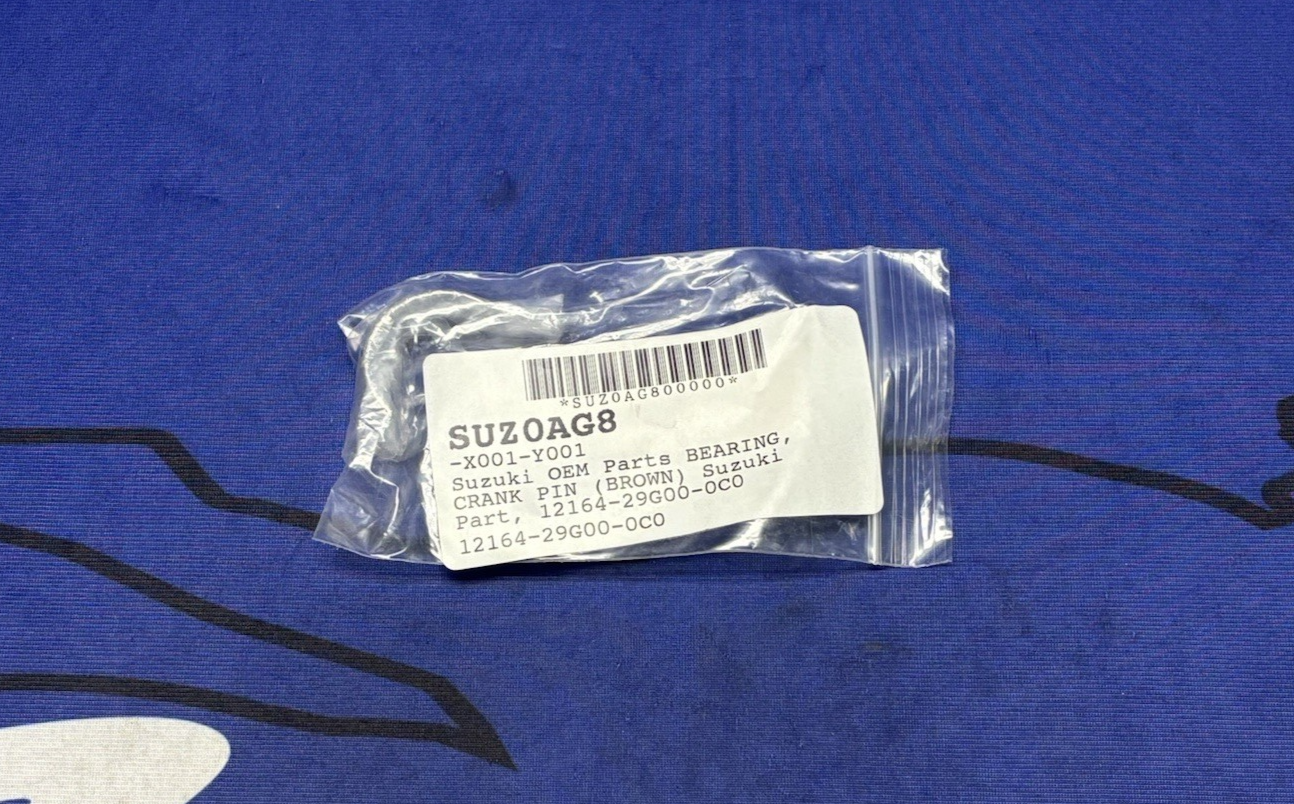 *SUZ0AG800000*
SUZ0AG8
-X001-Y001
Suzuki OEM Parts BEARING,
CRANK PIN (BROWN) Suzuki
Part, 12164-29G00-0C0
12164-29G00-0C0